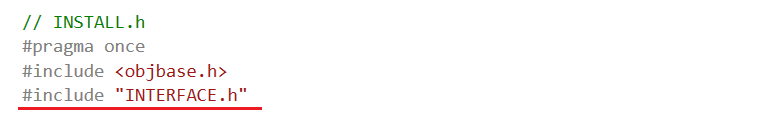 // INSTALL.h
#pragma once
#include <objbase.h>
#include "INTERFACE.h"